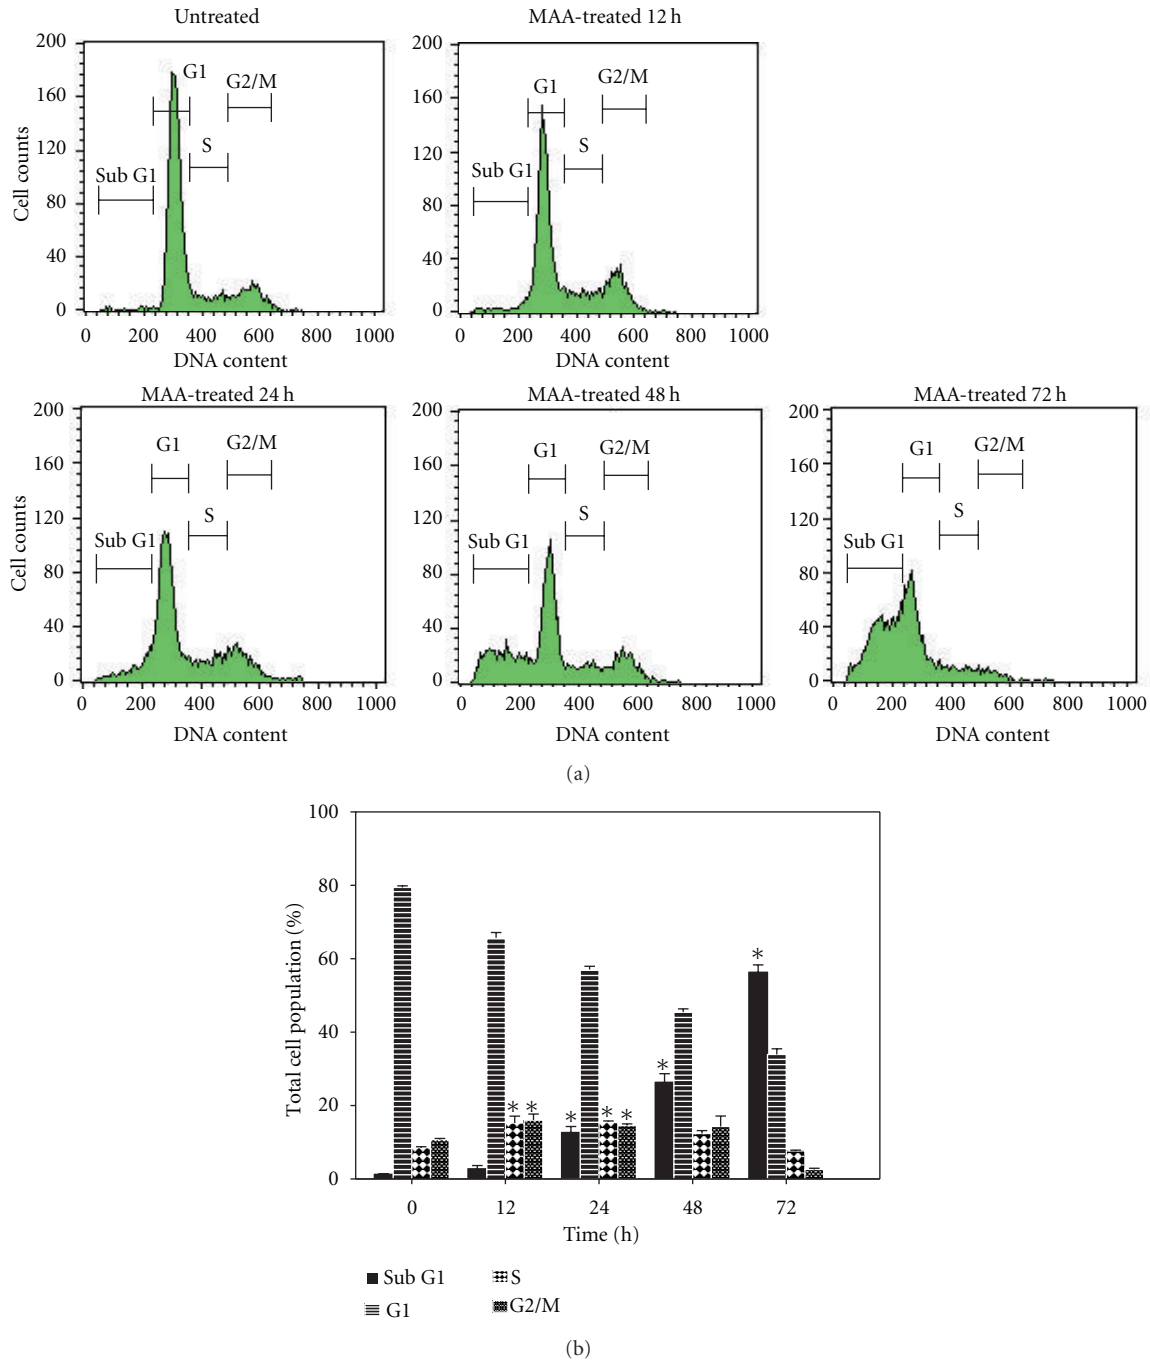 Untreated
MAA-treated 12 h
200
160
120
80
40
0
Cell counts
G1
G2/M
S
Sub G1
0 200 400 600 800 1000
DNA content
200
160
120
80
40
0
G1
G2/M
S
Sub G1
0 200 400 600 800 1000
DNA content
MAA-treated 24 h
MAA-treated 48 h
MAA-treated 72 h
200
160
120
80
40
0
Cell counts
G1
G2/M
S
Sub G1
0 200 400 600 800 1000
DNA content
200
160
120
80
40
0
G1
G2/M
S
Sub G1
0 200 400 600 800 1000
DNA content
200
160
120
80
40
0
G1
G2/M
S
Sub G1
0 200 400 600 800 1000
DNA content
(a)
100
80
60
40
20
0
Total cell population (%)
* * * * * * *
0 12 24 48 72
Time (h)
Sub G1
S
G1
G2/M
(b)